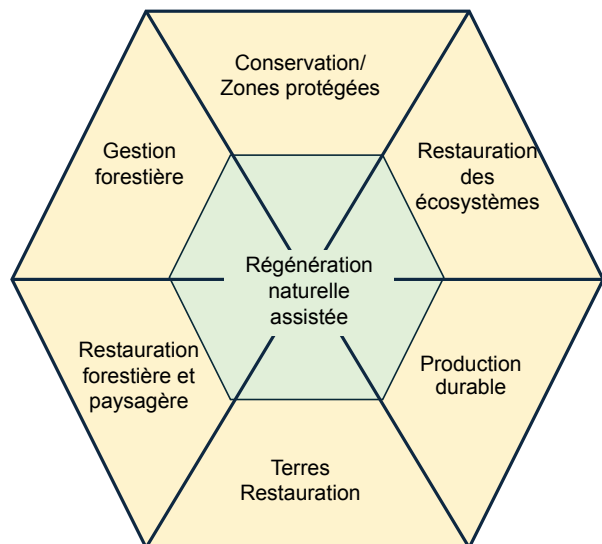 Conservation/
Zones protégées
Gestion
forestière
Restauration
des
écosystèmes
Régénération
naturelle
assistée
Restauration
forestière et
paysagère
Production
durable
Terres
Restauration